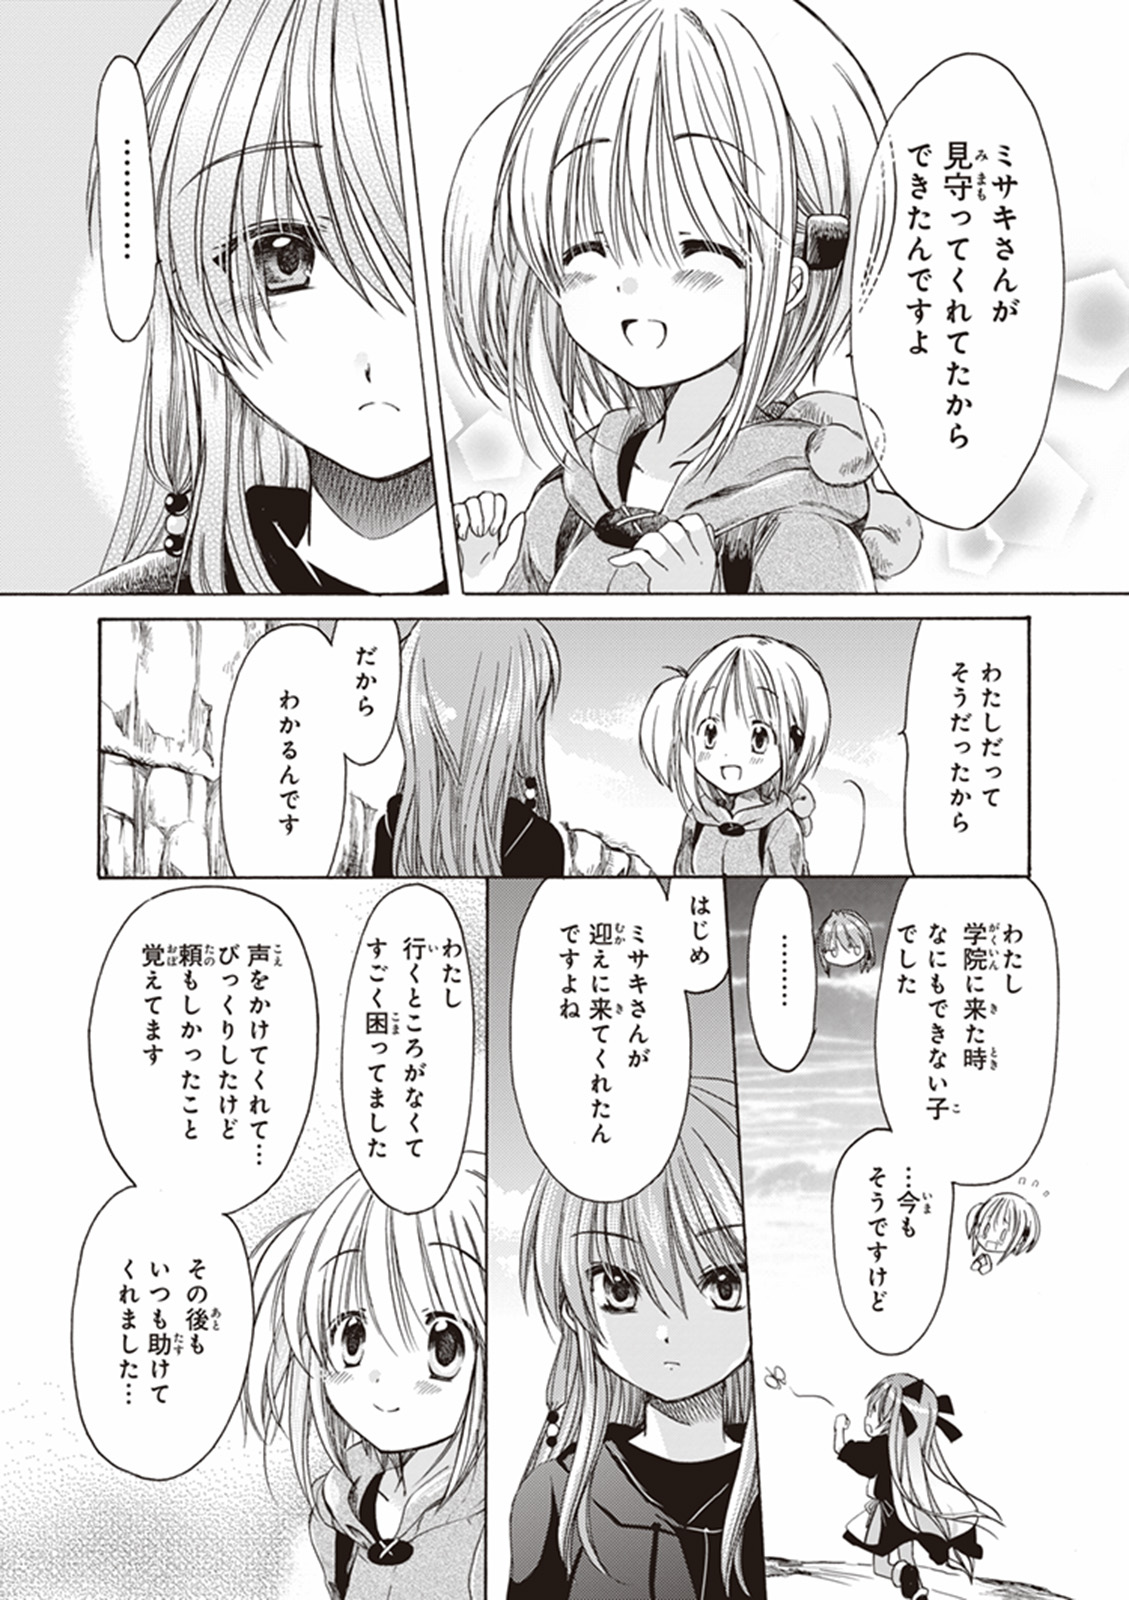 ミサキさんが
見守ってくれてたから
できたんですよ
…………
わたしだって
そうだったから
だから
わかるんです
わたし
学院に来た時
なにもできない子
でした
…今も
そうですけど
………
はじめ
ミサキさんが
迎えに来てくれたん
ですよね
わたし
行くところがなくて
すごく困ってました
声をかけてくれて…
びっくりしたけど
頼もしかったこと
覚えてます
その後も
いつも助けて
くれました…